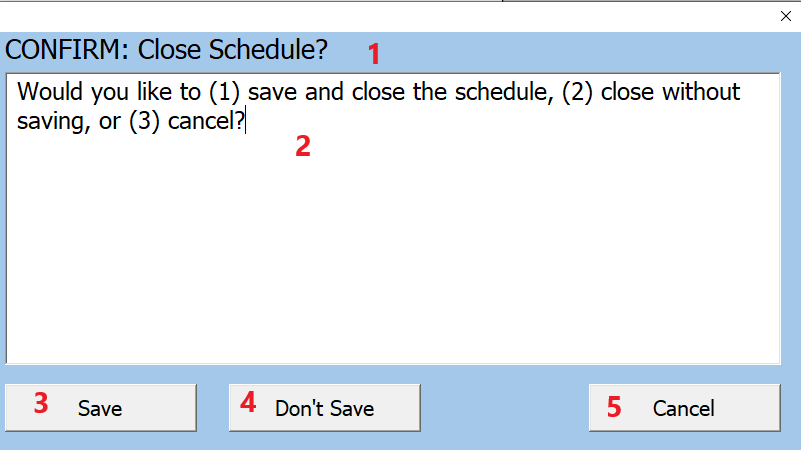 CONFIRM: Close Schedule? 1
Would you like to (1) save and close the schedule, (2) close without
saving, or (3) cancel?
2
3 Save 4 Don't Save 5 Cancel